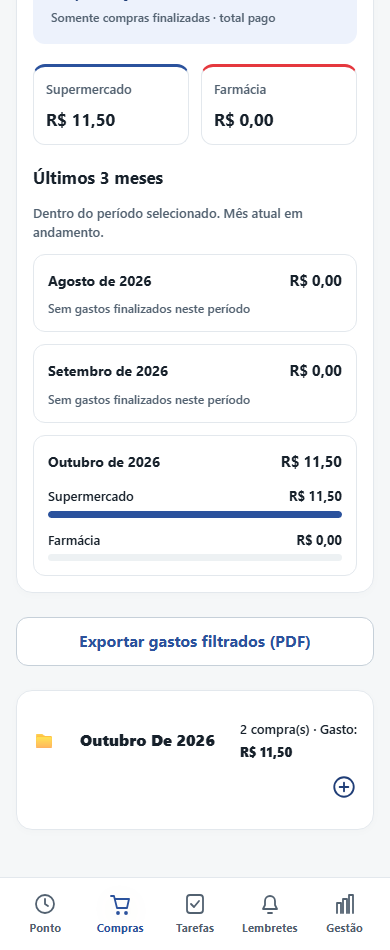 Somente compras finalizadas · total pago
Supermercado
R$ 11,50
Farmácia
R$ 0,00
Últimos 3 meses
Dentro do período selecionado. Mês atual em
andamento.
Agosto de 2026
R$ 0,00
Sem gastos finalizados neste período
Setembro de 2026
R$ 0,00
Sem gastos finalizados neste período
Outubro de 2026
R$ 11,50
Supermercado
R$ 11,50
Farmácia
R$ 0,00
Exportar gastos filtrados (PDF)
Outubro De 2026
2 compra(s) · Gasto:
R$ 11,50
Ponto
Compras
Tarefas
Lembretes
Gestão